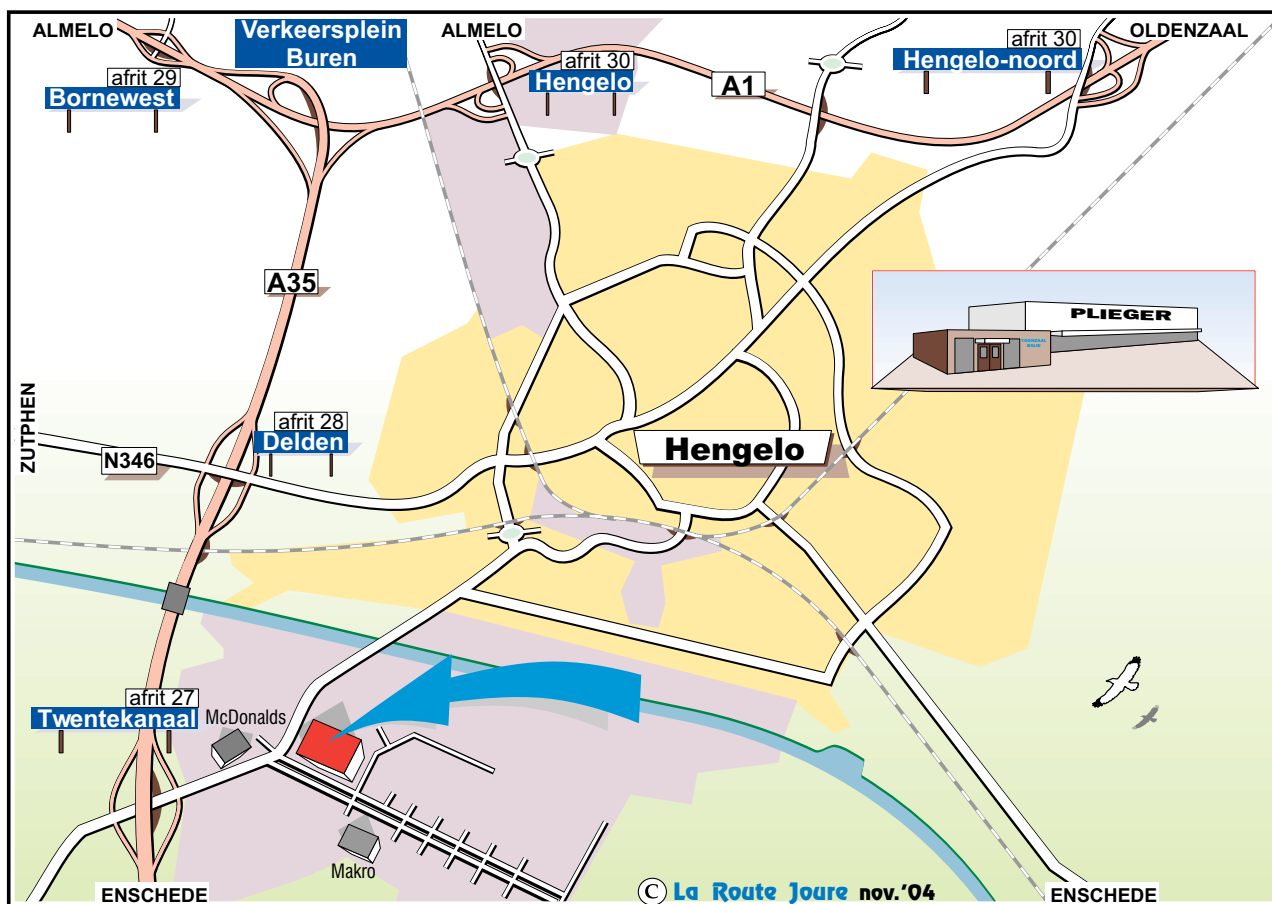 ALMELO
Verkeersplein
Buren
ALMELO
afrit 30
Hengelo
A1
afrit 30
Hengelo-noord
OLDENZAAL
afrit 29
Bornewest
A35
PLIEGER
TOONZAAL
ZUTPHEN
N346
afrit 28
Delden
Hengelo
afrit 27
Twentekanaal
McDonalds
Makro
ENSCHEDE
© La Route Joure nov.'04
ENSCHEDE